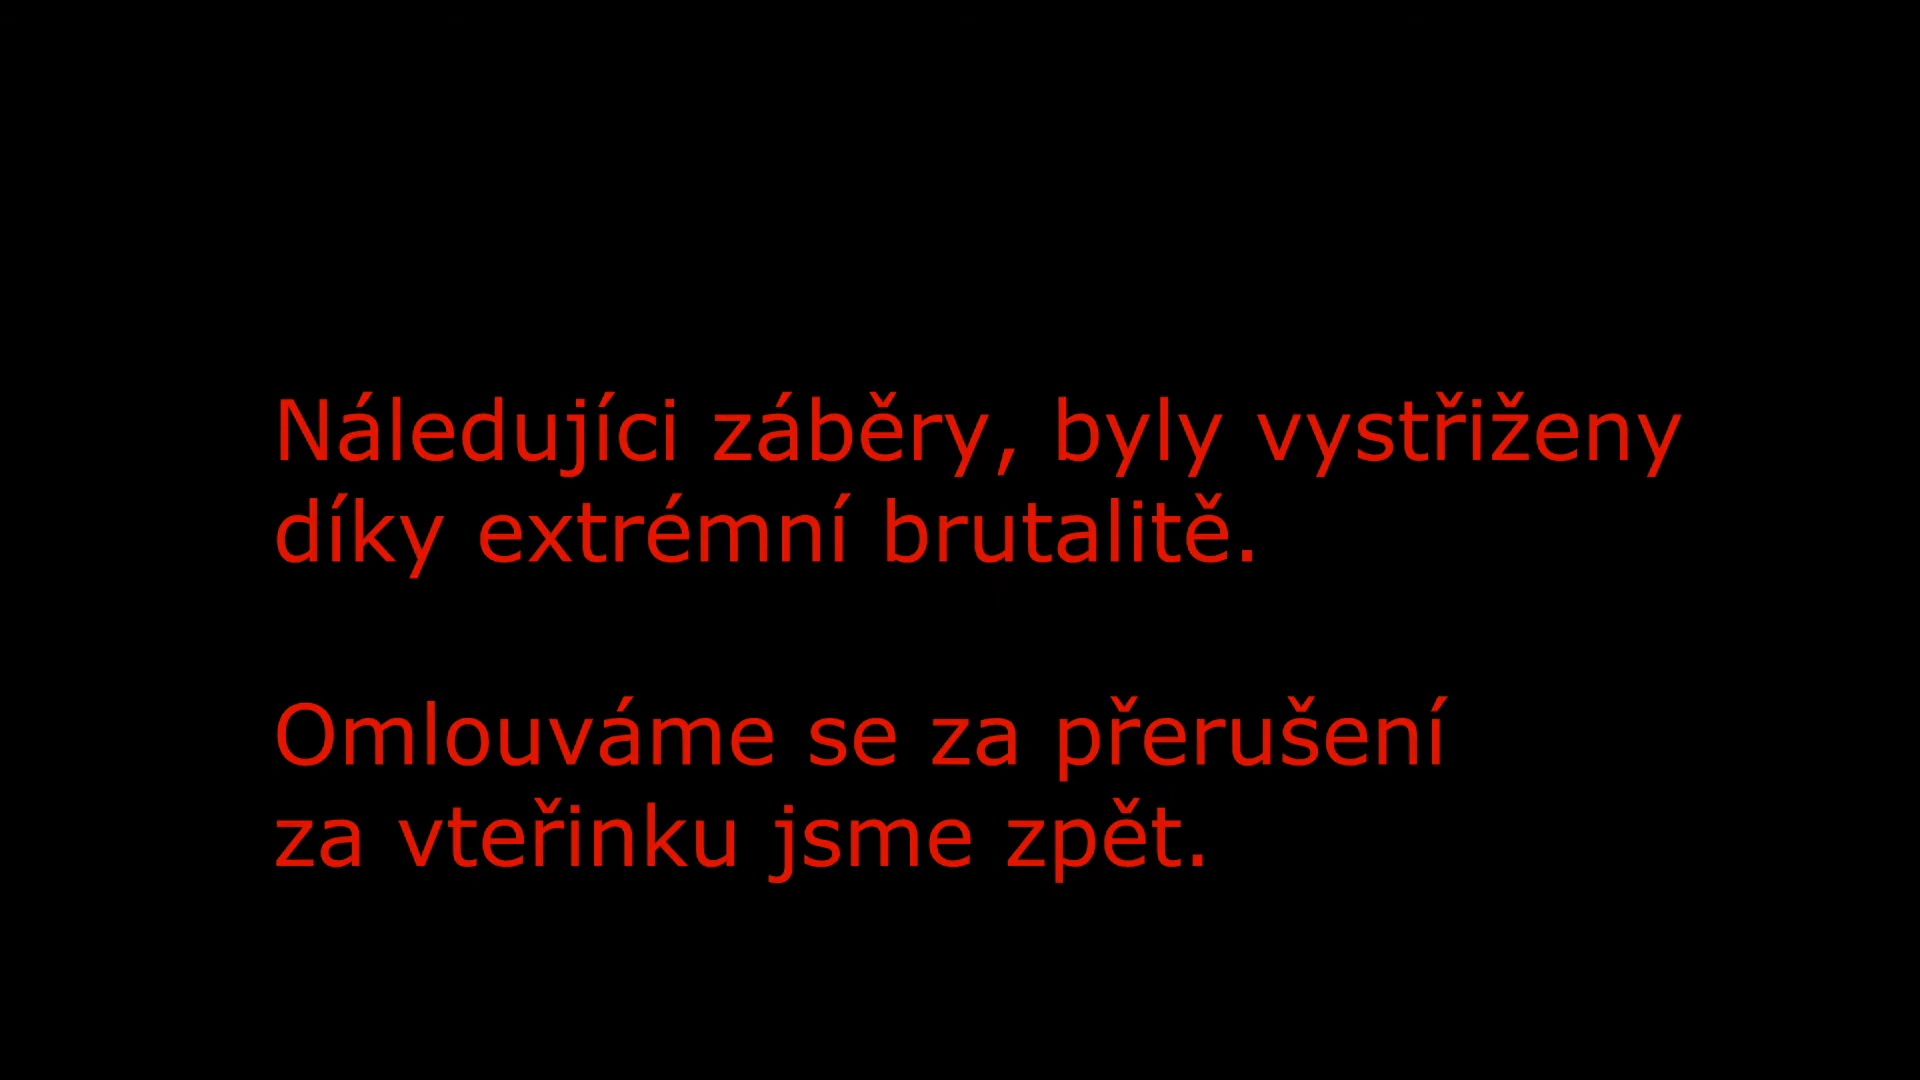 Náledujíci záběry, byly vystřiženy
díky extrémní brutalitě.
Omlouváme se za přerušení
za vteřinku jsme zpět.